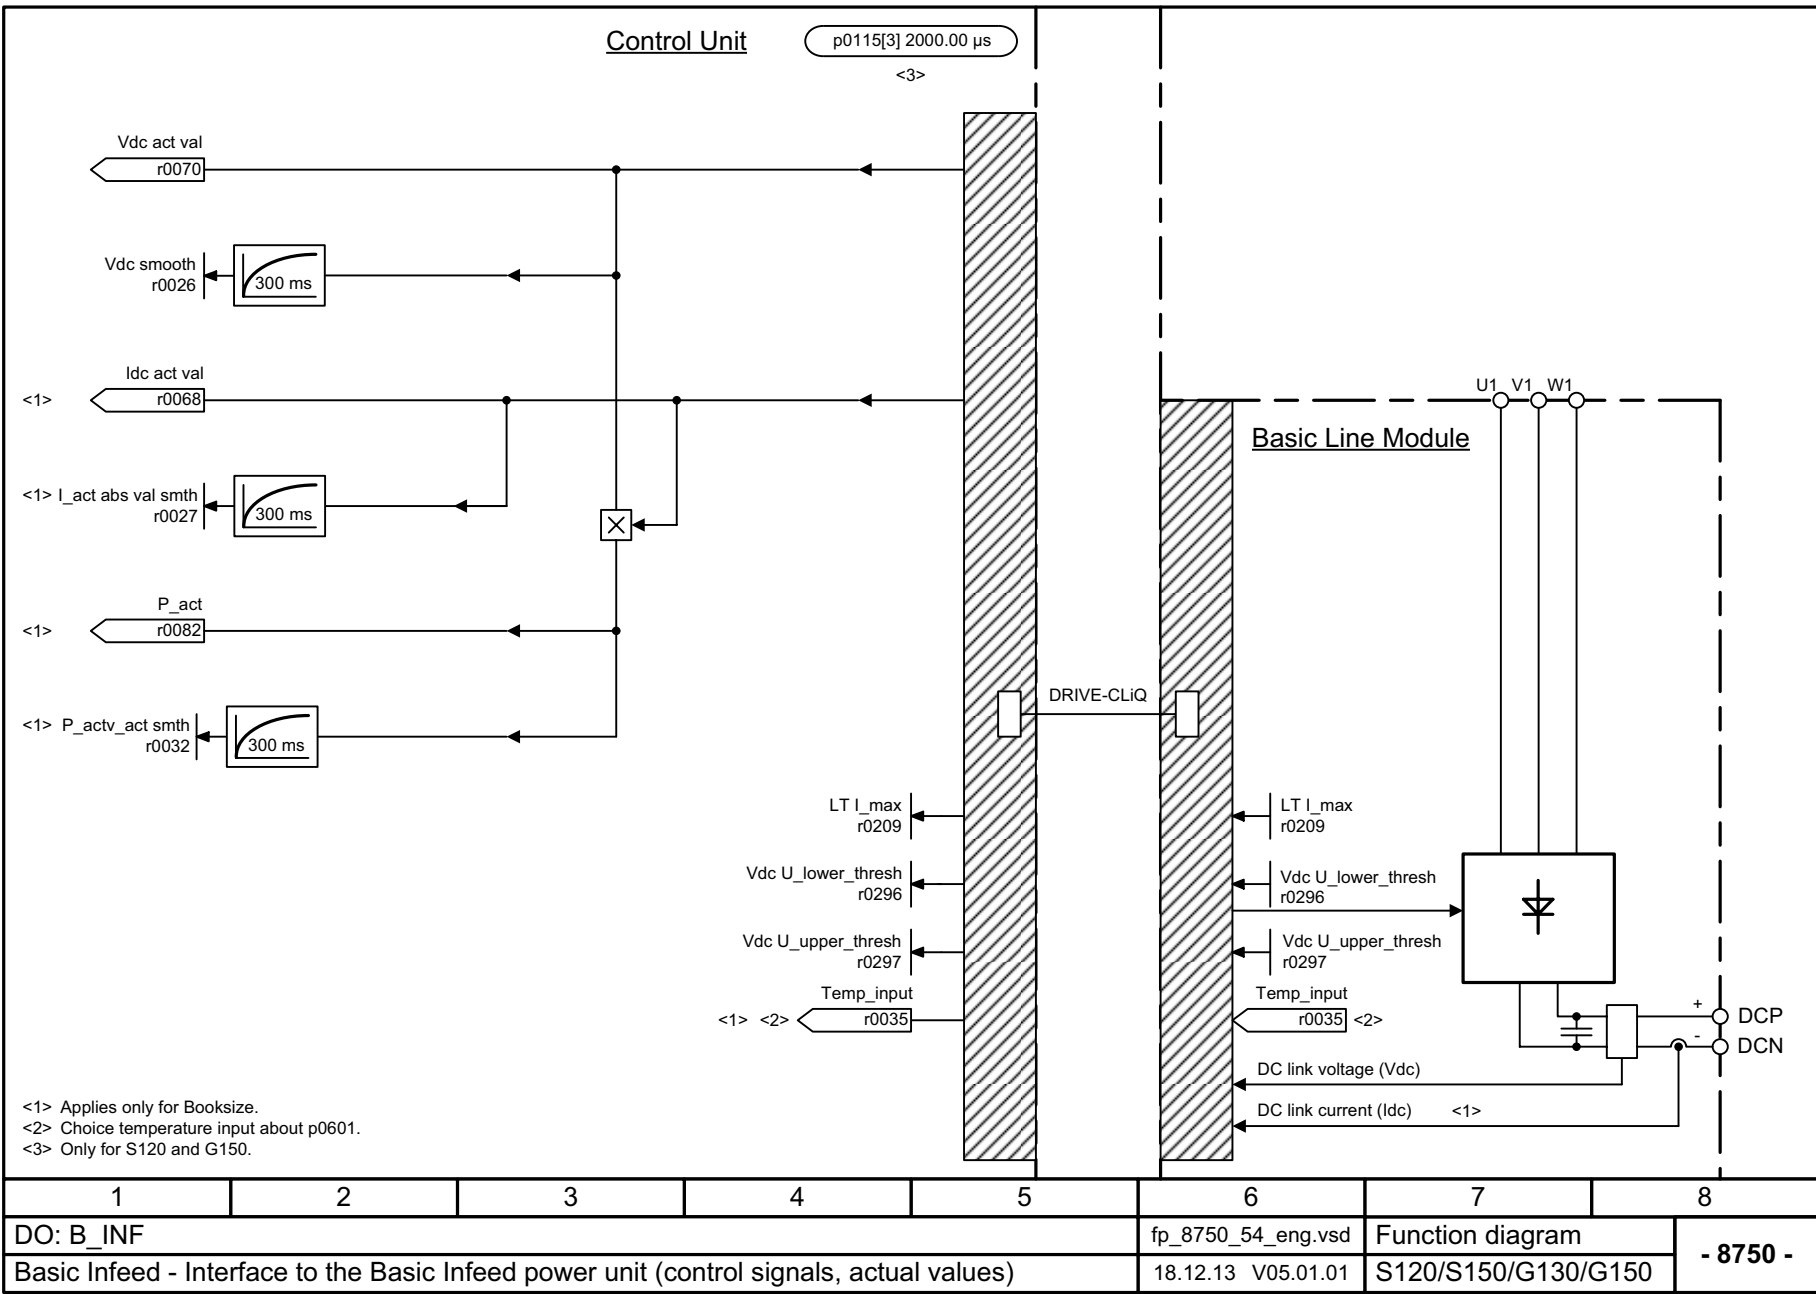 Control Unit
p0115[3] 2000.00 µs
<3>
Vdc act val
r0070
Vdc smooth
r0026
300 ms
Idc act val
<1>
r0068
<1> I_act abs val smth
r0027
300 ms
P_act
<1>
r0082
<1> P_actv_act smth
r0032
300 ms
DRIVE-CLiQ
U1 V1 W1
Basic Line Module
LT I_max
r0209
Vdc U_lower_thresh
r0296
Vdc U_upper_thresh
r0297
Temp_input
<1> <2> r0035
LT I_max
r0209
Vdc U_lower_thresh
r0296
Vdc U_upper_thresh
r0297
Temp_input
r0035 <2>
+
DCP
-
DCN
DC link voltage (Vdc)
DC link current (Idc) <1>
<1> Applies only for Booksize.
<2> Choice temperature input about p0601.
<3> Only for S120 and G150.
1 2 3 4 5 6 7 8
DO: B_INF
fp_8750_54_eng.vsd
Function diagram
- 8750 -
Basic Infeed - Interface to the Basic Infeed power unit (control signals, actual values)
18.12.13 V05.01.01
S120/S150/G130/G150